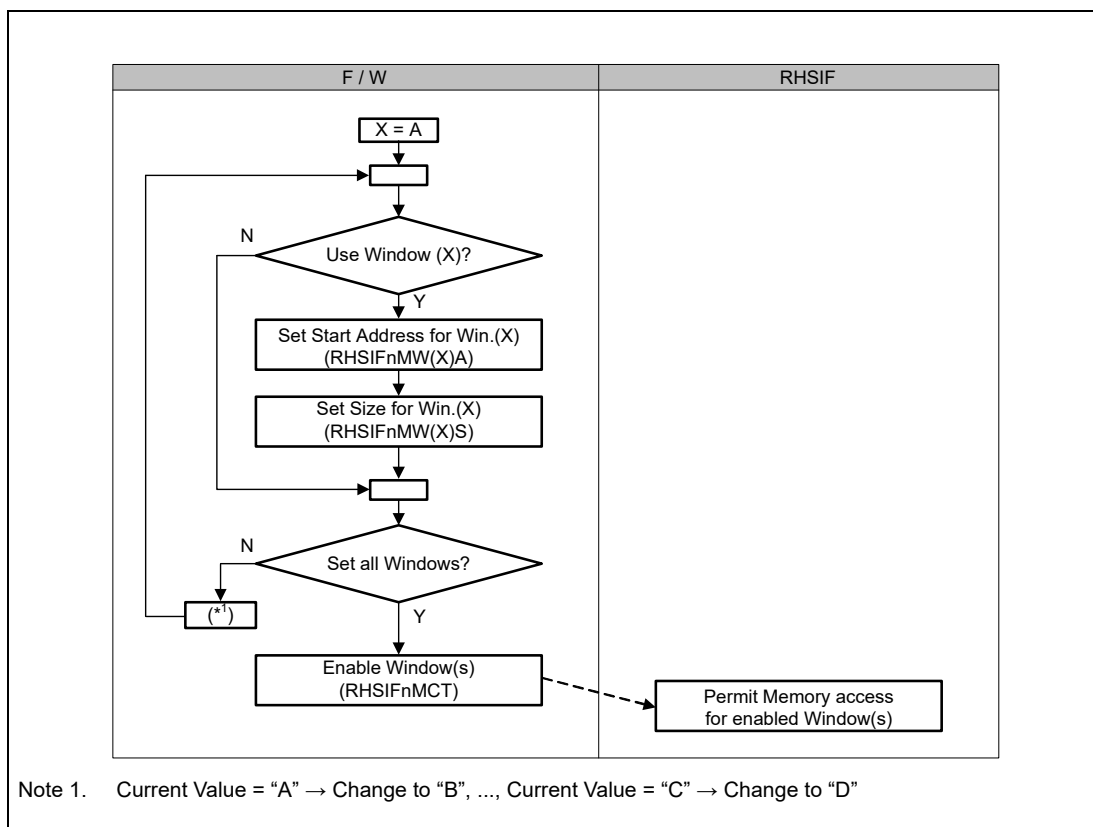 F / W
RHSIF
X = A
N
Use Window (X)?
Y
Set Start Address for Win.(X)
(RHSIFnMW(X)A)
Set Size for Win.(X)
(RHSIFnMW(X)S)
N
Set all Windows?
(*1)
Y
Enable Window(s)
(RHSIFnMCT)
Permit Memory access
for enabled Window(s)
Note 1. Current Value = “A” → Change to “B”, ..., Current Value = “C” → Change to “D”